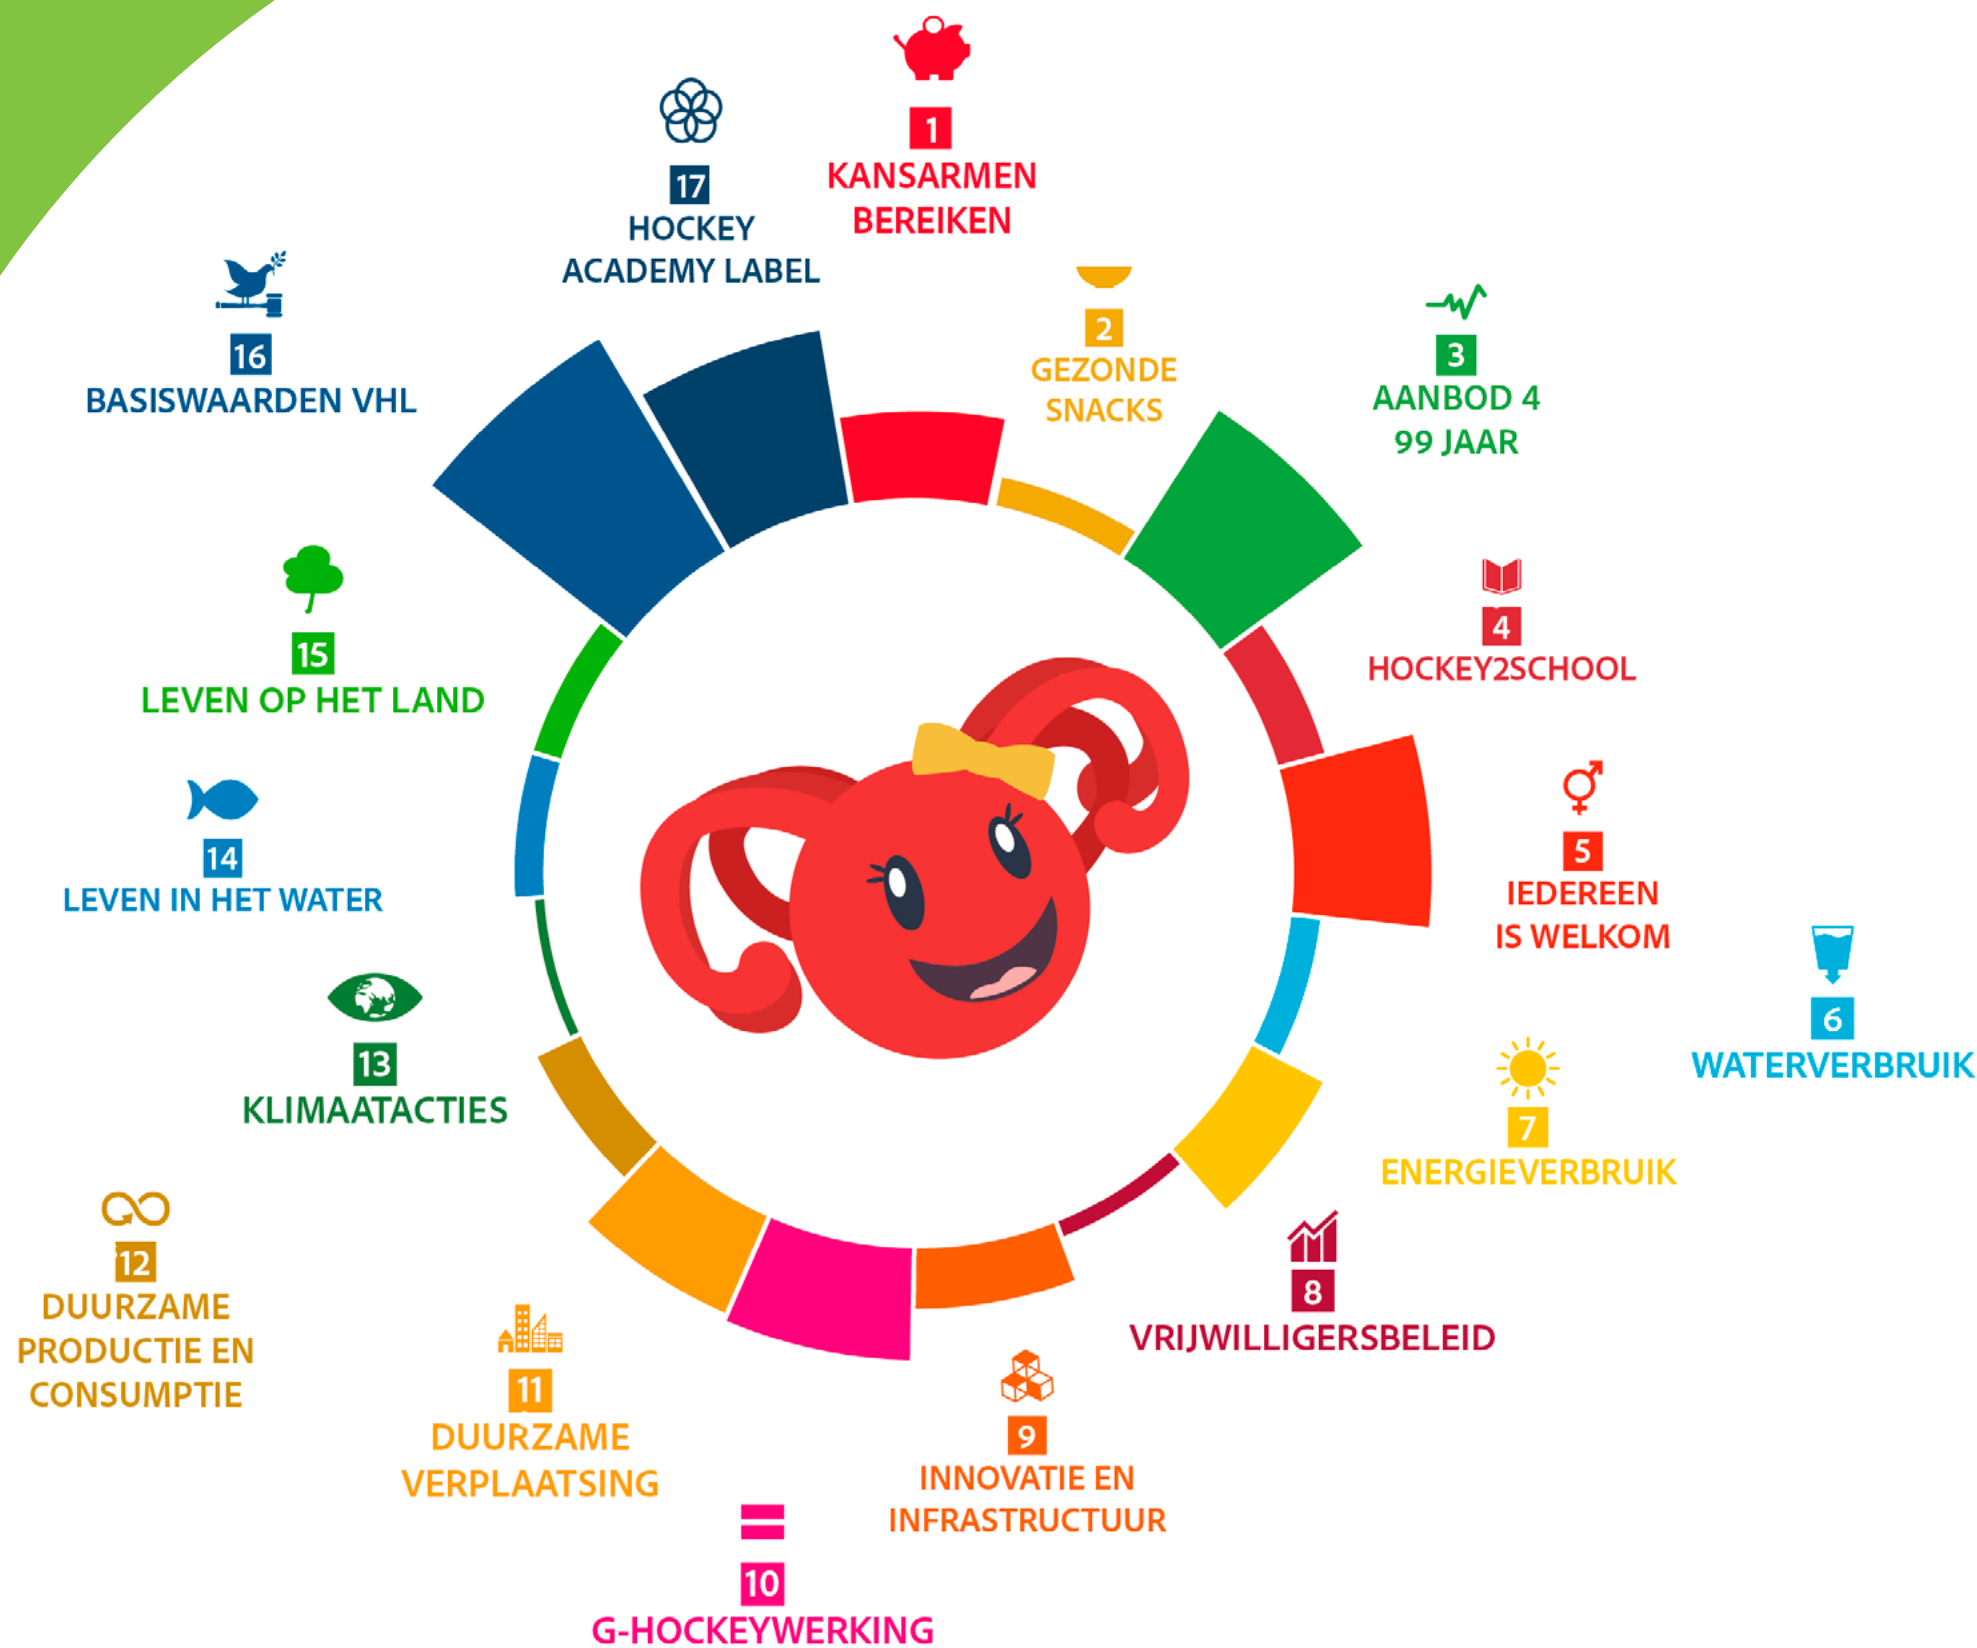 1
KANSARMEN
BEREIKEN
2
GEZONDE
SNACKS
3
AANBOD 4
99 JAAR
4
HOCKEY2SCHOOL
5
IEDEREEN
IS WELKOM
6
WATERVERBRUIK
7
ENERGIEVERBRUIK
8
VRIJWILLIGERSBELEID
9
INNOVATIE EN
INFRASTRUCTUUR
10
G-HOCKEYWERKING
11
DUURZAME
VERPLAATSING
12
DUURZAME
PRODUCTIE EN
CONSUMPTIE
13
KLIMAATACTIES
14
LEVEN IN HET WATER
15
LEVEN OP HET LAND
16
BASISWAARDEN VHL
17
HOCKEY
ACADEMY LABEL